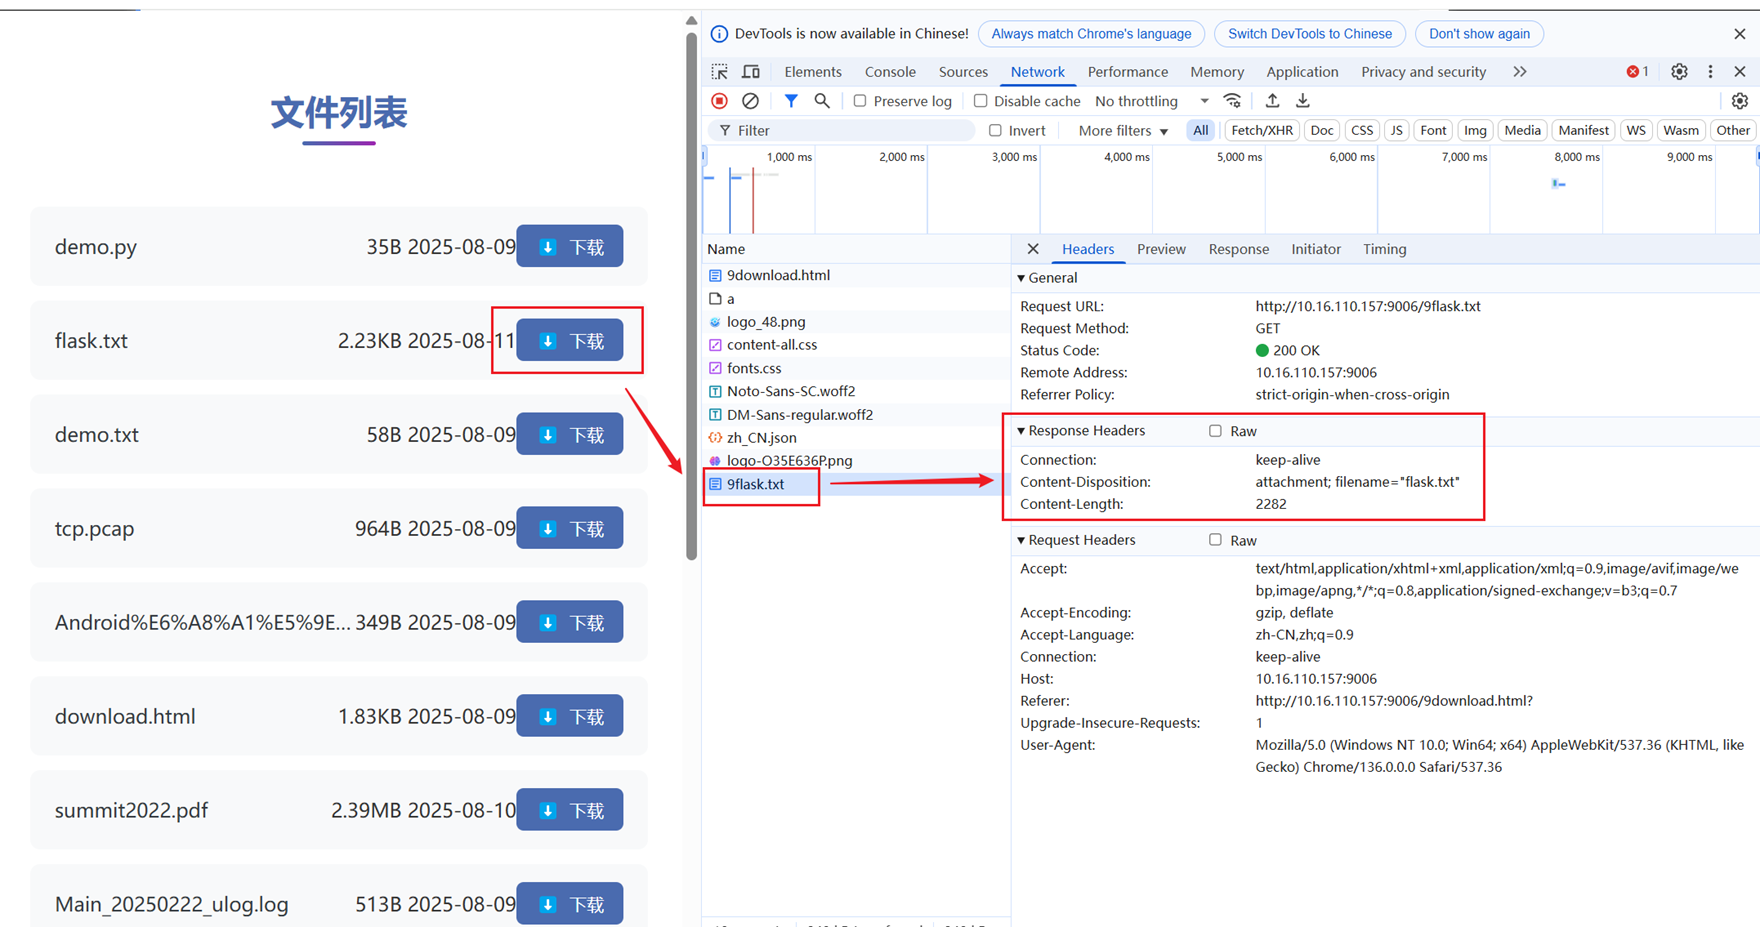 文件列表
demo.py 35B 2025-08-09 下载
flask.txt 2.23KB 2025-08-11 下载
demo.txt 58B 2025-08-09 下载
tcp.pcap 964B 2025-08-09 下载
Android%E6%A8%A1%E5%9E... 349B 2025-08-09 下载
download.html 1.83KB 2025-08-09 下载
summit2022.pdf 2.39MB 2025-08-10 下载
Main_20250222_ulog.log 513B 2025-08-09 下载
DevTools is now available in Chinese! Always match Chrome's language Switch DevTools to Chinese Don't show again
Elements Console Sources Network Performance Memory Application Privacy and security 1
Preserve log Disable cache No throttling
Filter Invert More filters All Fetch/XHR Doc CSS JS Font Img Media Manifest WS Wasm Other
1,000 ms 2,000 ms 3,000 ms 4,000 ms 5,000 ms 6,000 ms 7,000 ms 8,000 ms 9,000 ms
Name
9download.html
a
logo_48.png
content-all.css
fonts.css
Noto-Sans-SC.woff2
DM-Sans-regular.woff2
zh_CN.json
logo-O35E636P.png
9flask.txt
Headers Preview Response Initiator Timing
General
Request URL: http://10.16.110.157:9006/9flask.txt
Request Method: GET
Status Code: 200 OK
Remote Address: 10.16.110.157:9006
Referrer Policy: strict-origin-when-cross-origin
Response Headers Raw
Connection: keep-alive
Content-Disposition: attachment; filename="flask.txt"
Content-Length: 2282
Request Headers Raw
Accept: text/html,application/xhtml+xml,application/xml;q=0.9,image/avif,image/we
bp,image/apng,*/*;q=0.8,application/signed-exchange;v=b3;q=0.7
Accept-Encoding: gzip, deflate
Accept-Language: zh-CN,zh;q=0.9
Connection: keep-alive
Host: 10.16.110.157:9006
Referer: http://10.16.110.157:9006/9download.html?
Upgrade-Insecure-Requests: 1
User-Agent: Mozilla/5.0 (Windows NT 10.0; Win64; x64) AppleWebKit/537.36 (KHTML, like
Gecko) Chrome/136.0.0.0 Safari/537.36